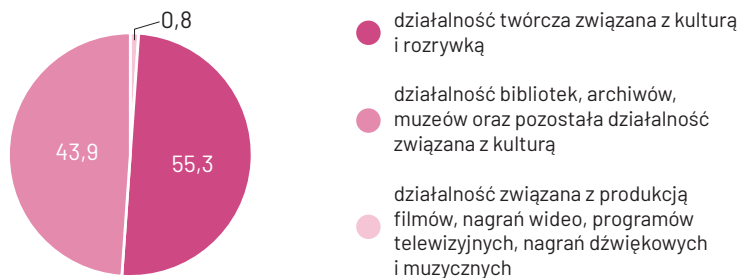 0,8
43,9
55,3
działalność twórcza związana z kulturą
i rozrywką
działalność bibliotek, archiwów,
muzeów oraz pozostała działalność
związana z kulturą
działalność związana z produkcją
filmów, nagrań wideo, programów
telewizyjnych, nagrań dźwiękowych
i muzycznych